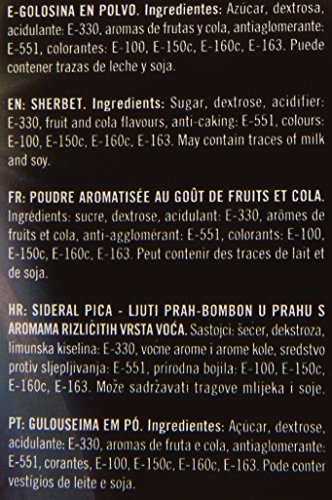 E-GOLOSINA EN POLVO. Ingredientes: Azúcar, dextrosa,
acidulante: E-330, aromas de frutas y cola, antiaglomerante:
E-551, colorantes: E-100, E-150c, E-160c, E-163. Puede
contener trazas de leche y soja.
EN: SHERBET. Ingredients: Sugar, dextrose, acidifier:
E-330, fruit and cola flavours, anti-caking: E-551, colours:
E-100, E-150c, E-160c, E-163. May contain traces of milk
and soy.
FR: POUDRE AROMATISÉE AU GOÛT DE FRUITS ET COLA.
Ingrédients: sucre, dextrose, acidulant: E-330, arômes de
fruits et cola, anti-agglomérant: E-551, colorants: E-100,
E-150c, E-160c, E-163. Peut contenir des traces de lait et
de soja.
HR: SIDERAL PICA - LJUTI PRAH-BOMBON U PRAHU S
AROMAMA RIZLIČITIH VRSTA VOĆA. Sastojci: šećer, dekstroza,
limunska kiselina: E-330, vocne arome i arome kole, sredstvo
protiv sljepljivanja: E-551, prirodna bojila: E-100, E-150c,
E-160c, E-163. Može sadržavati tragove mlijeka i soje.
PT: GULOUSEIMA EM PÓ. Ingredientes: Açúcar, dextrose,
acidulante: E-330, aromas de fruta e cola, antiaglomerante:
E-551, corantes, E-100, E-150c, E-160c, E-163. Pode conter
vestígios de leite e soja.